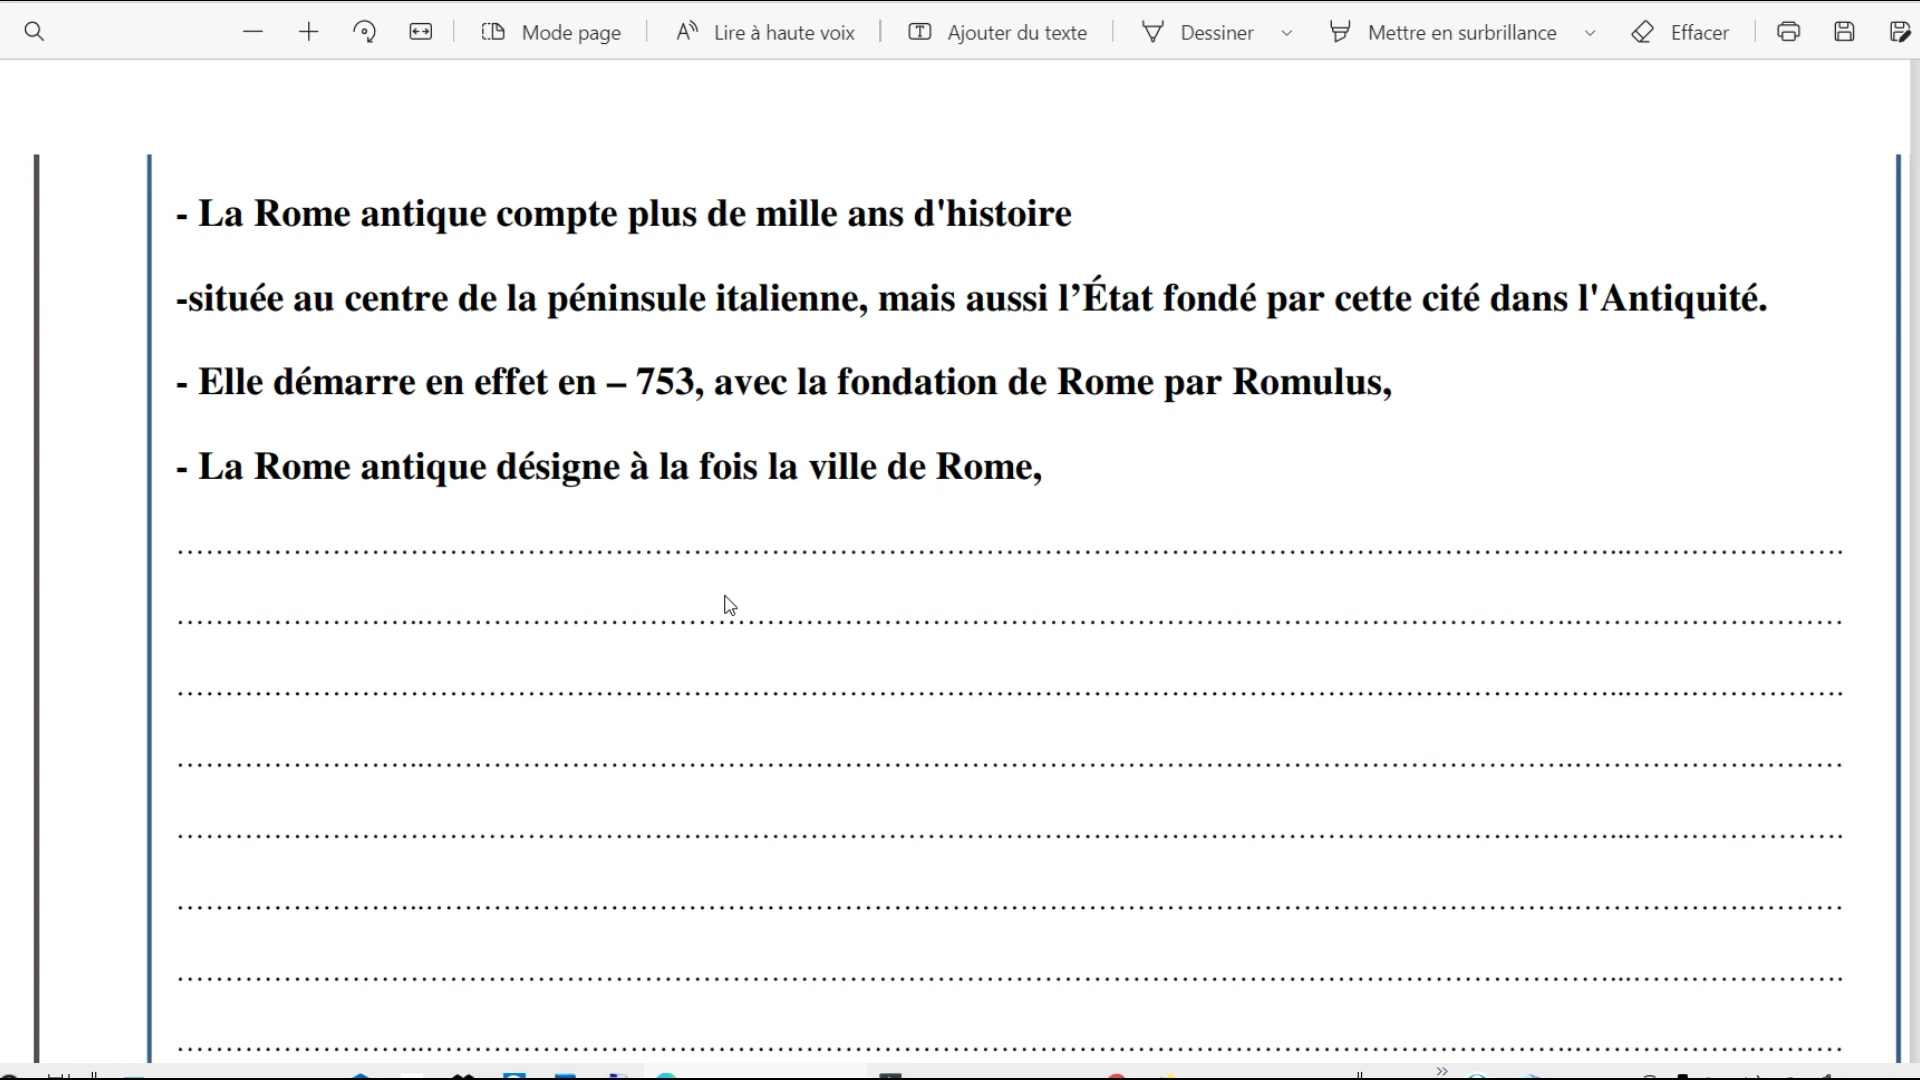 Mode page Lire à haute voix Ajouter du texte Dessiner Mettre en surbrillance Effacer
- La Rome antique compte plus de mille ans d'histoire
-située au centre de la péninsule italienne, mais aussi l’État fondé par cette cité dans l'Antiquité.
- Elle démarre en effet en – 753, avec la fondation de Rome par Romulus,
- La Rome antique désigne à la fois la ville de Rome,